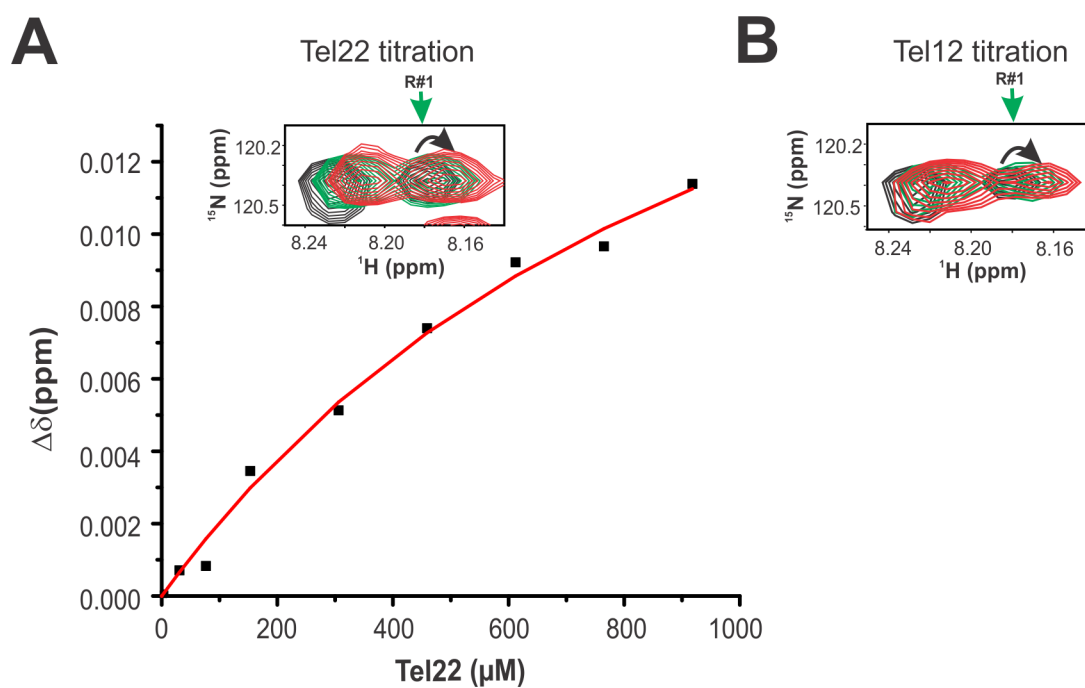 A
Tel22 titration
R#1
¹⁵N (ppm)
120.2
120.5
8.24 8.20 8.16
¹H (ppm)
Δδ(ppm)
0.012
0.010
0.008
0.006
0.004
0.002
0.000
0 200 400 600 800 1000
Tel22 (µM)
B
Tel12 titration
R#1
¹⁵N (ppm)
120.2
120.5
8.24 8.20 8.16
¹H (ppm)